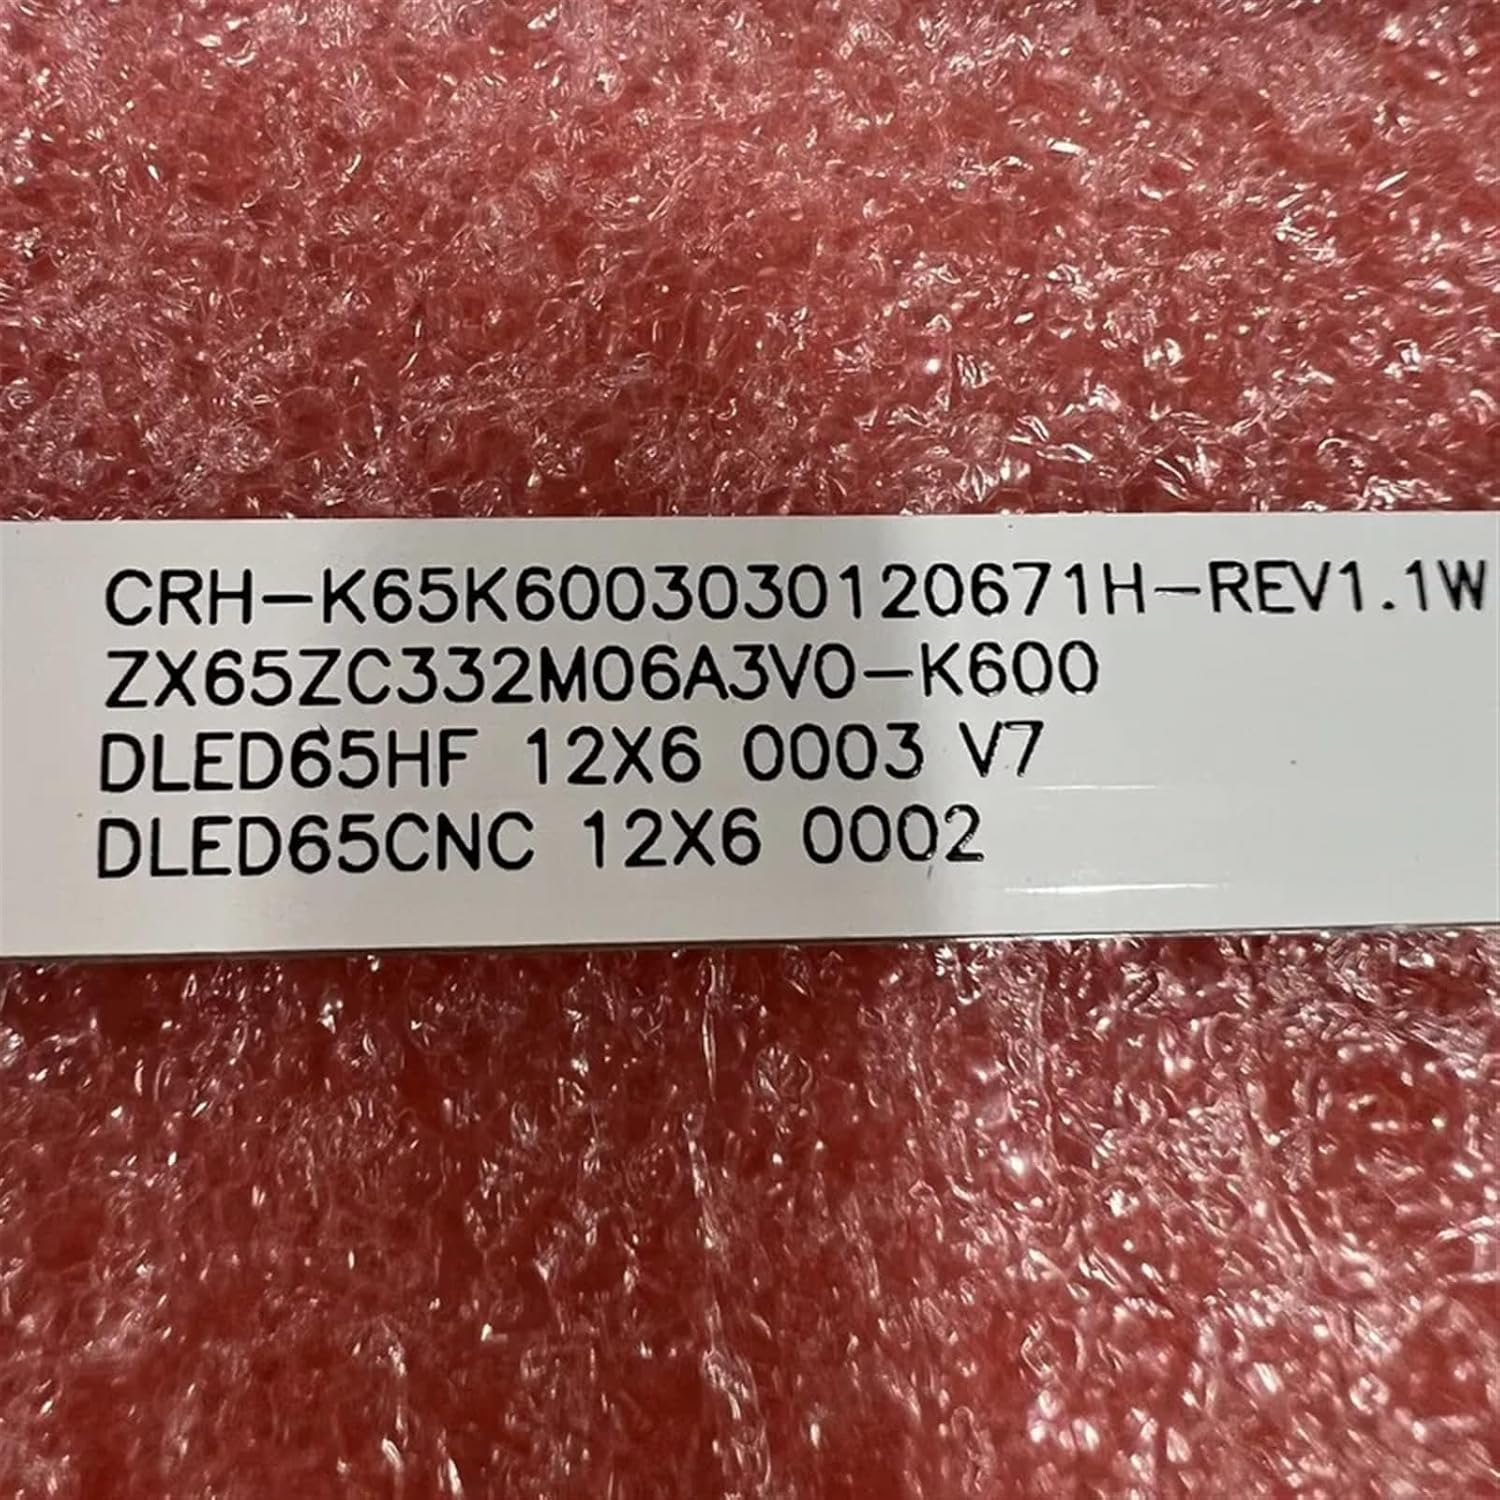 CRH-K65K6003030120671H-REV1.1W
ZX65ZC332M06A3V0-K600
DLED65HF 12X6 0003 V7
DLED65CNC 12X6 0002